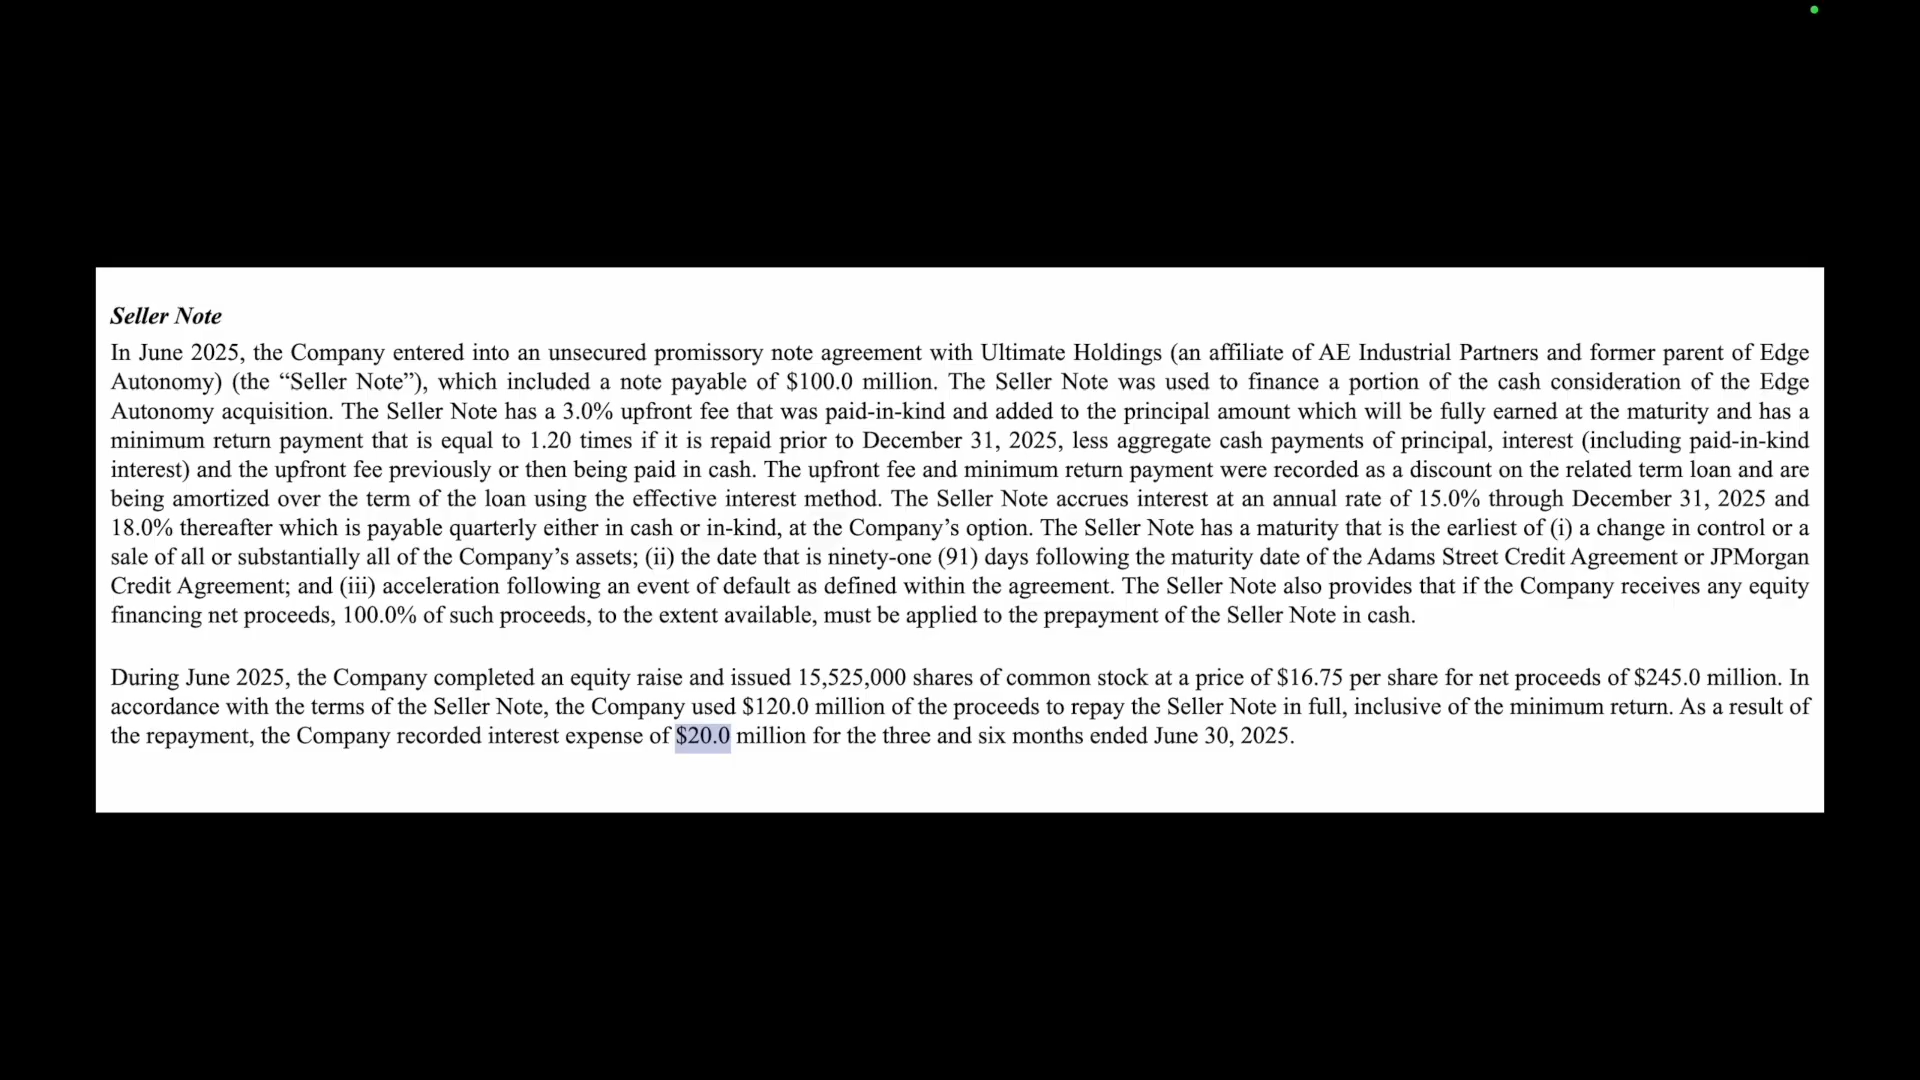 Seller Note
In June 2025, the Company entered into an unsecured promissory note agreement with Ultimate Holdings (an affiliate of AE Industrial Partners and former parent of Edge
Autonomy) (the “Seller Note”), which included a note payable of $100.0 million. The Seller Note was used to finance a portion of the cash consideration of the Edge
Autonomy acquisition. The Seller Note has a 3.0% upfront fee that was paid-in-kind and added to the principal amount which will be fully earned at the maturity and has a
minimum return payment that is equal to 1.20 times if it is repaid prior to December 31, 2025, less aggregate cash payments of principal, interest (including paid-in-kind
interest) and the upfront fee previously or then being paid in cash. The upfront fee and minimum return payment were recorded as a discount on the related term loan and are
being amortized over the term of the loan using the effective interest method. The Seller Note accrues interest at an annual rate of 15.0% through December 31, 2025 and
18.0% thereafter which is payable quarterly either in cash or in-kind, at the Company’s option. The Seller Note has a maturity that is the earliest of (i) a change in control or a
sale of all or substantially all of the Company’s assets; (ii) the date that is ninety-one (91) days following the maturity date of the Adams Street Credit Agreement or JPMorgan
Credit Agreement; and (iii) acceleration following an event of default as defined within the agreement. The Seller Note also provides that if the Company receives any equity
financing net proceeds, 100.0% of such proceeds, to the extent available, must be applied to the prepayment of the Seller Note in cash.
During June 2025, the Company completed an equity raise and issued 15,525,000 shares of common stock at a price of $16.75 per share for net proceeds of $245.0 million. In
accordance with the terms of the Seller Note, the Company used $120.0 million of the proceeds to repay the Seller Note in full, inclusive of the minimum return. As a result of
the repayment, the Company recorded interest expense of $20.0 million for the three and six months ended June 30, 2025.